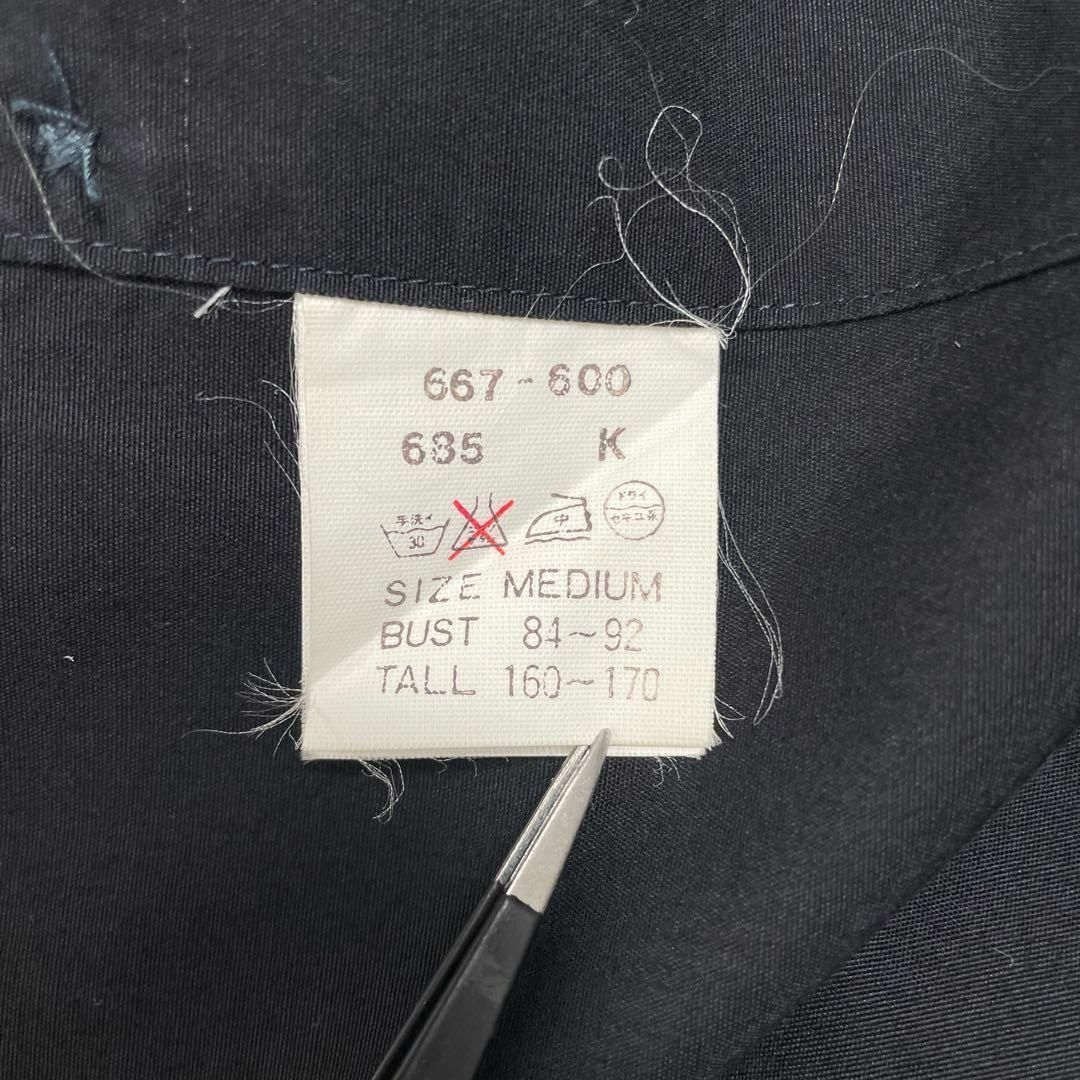 667-600
685 K
手洗イ 30 中 ドライ セキユ系
SIZE MEDIUM
BUST 84~92
TALL 160~170